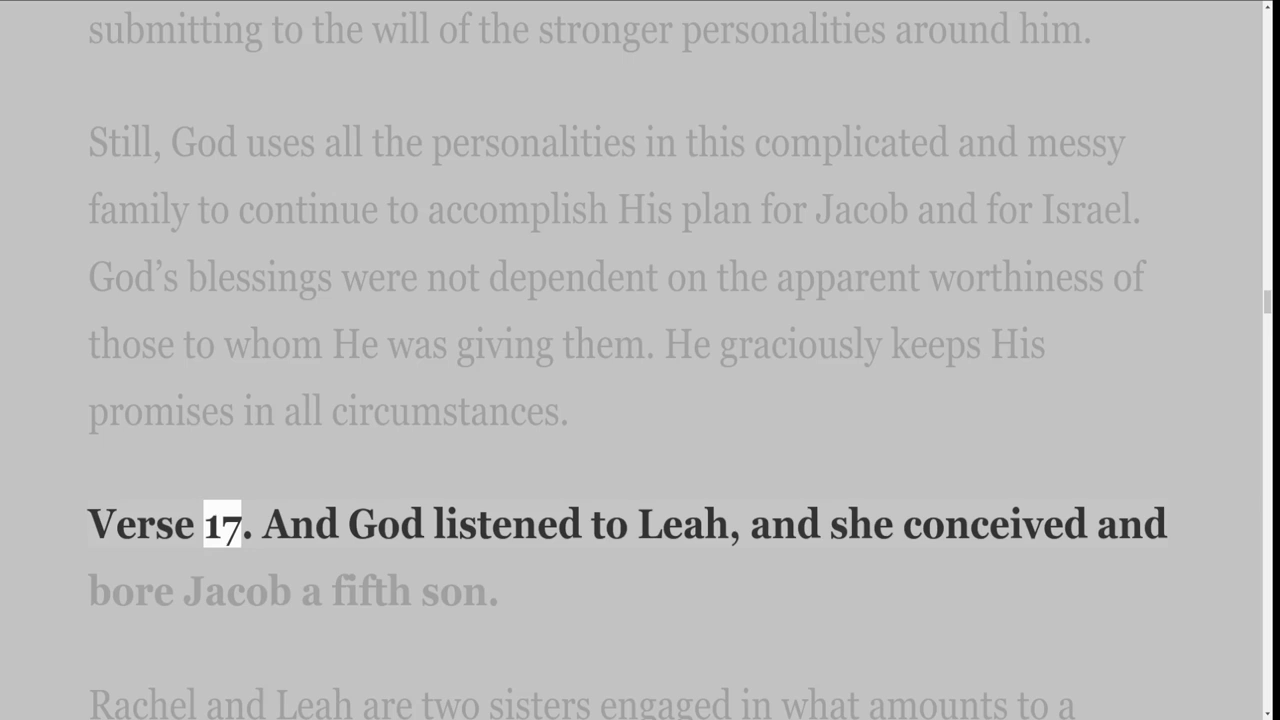 submitting to the will of the stronger personalities around him.
Still, God uses all the personalities in this complicated and messy
family to continue to accomplish His plan for Jacob and for Israel.
God’s blessings were not dependent on the apparent worthiness of
those to whom He was giving them. He graciously keeps His
promises in all circumstances.
Verse 17. And God listened to Leah, and she conceived and
bore Jacob a fifth son.
Rachel and Leah are two sisters engaged in what amounts to a